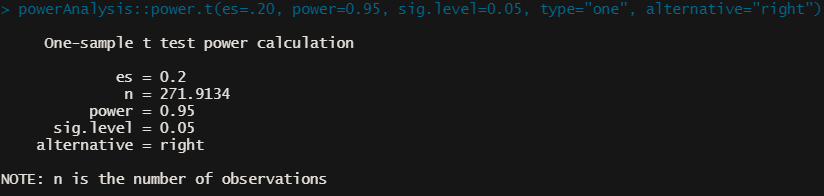 > powerAnalysis::power.t(es=.20, power=0.95, sig.level=0.05, type="one", alternative="right")
One-sample t test power calculation
es = 0.2
n = 271.9134
power = 0.95
sig.level = 0.05
alternative = right
NOTE: n is the number of observations